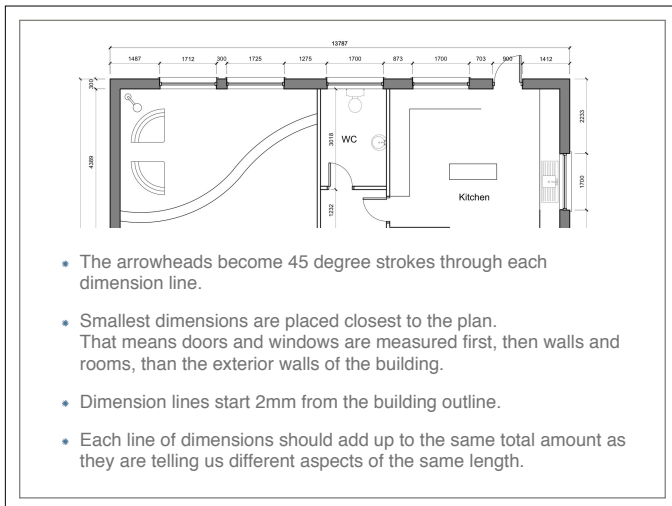 13787
1487 1712 300 1725 1275 1700 873 1700 703 900 1412
300
4389
3018
WC
1232
Kitchen
2233
1700
The arrowheads become 45 degree strokes through each
dimension line.
Smallest dimensions are placed closest to the plan.
That means doors and windows are measured first, then walls and
rooms, than the exterior walls of the building.
Dimension lines start 2mm from the building outline.
Each line of dimensions should add up to the same total amount as
they are telling us different aspects of the same length.